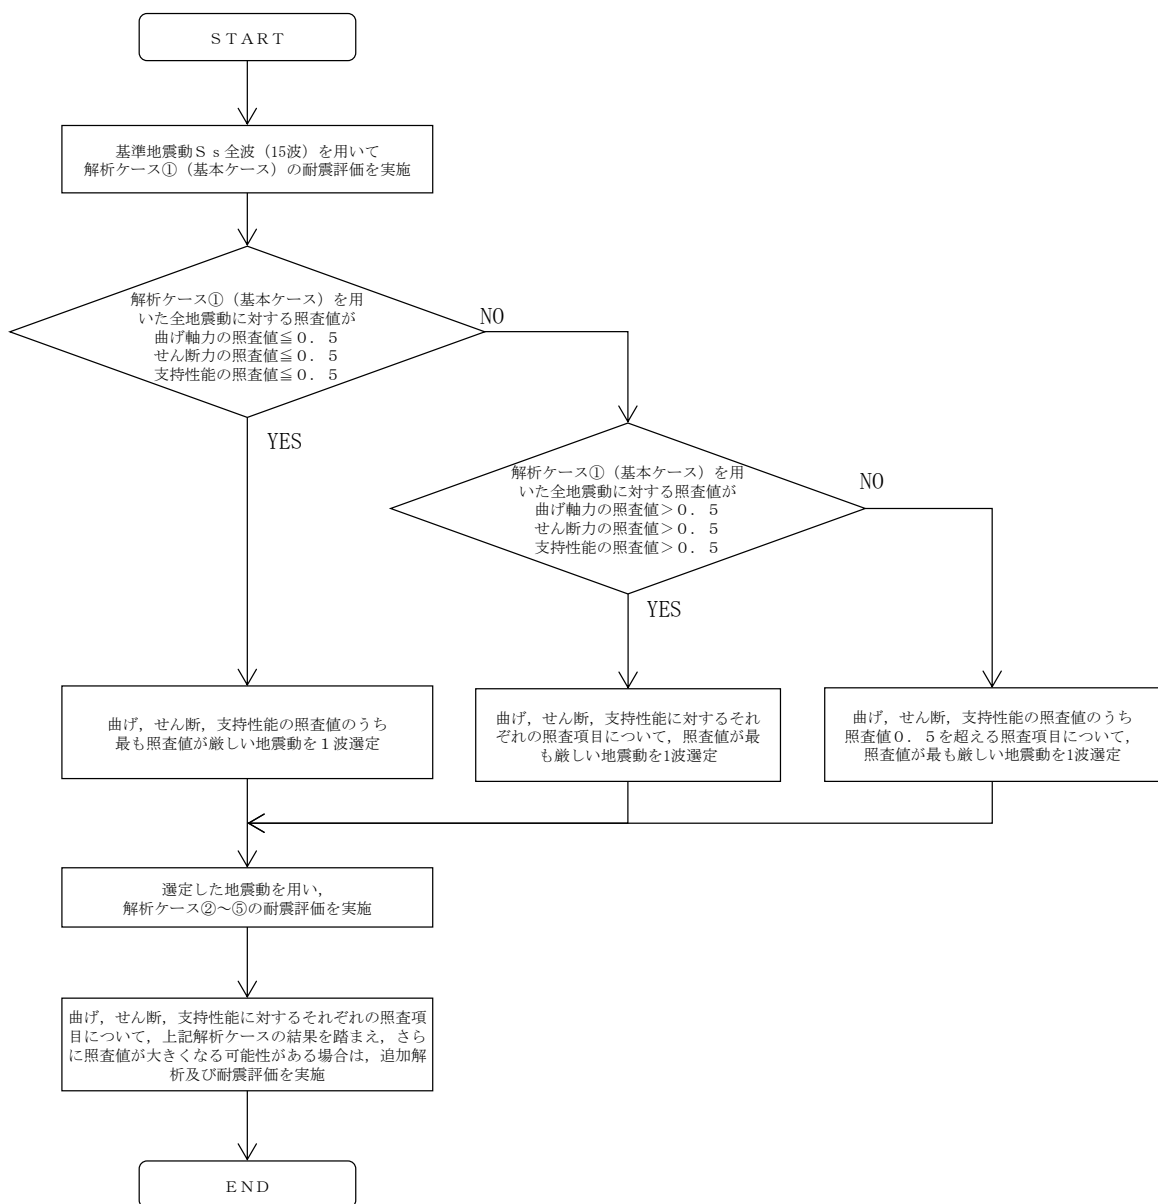 ＳＴＡＲＴ
基準地震動Ｓｓ全波（15波）を用いて
解析ケース①（基本ケース）の耐震評価を実施
解析ケース①（基本ケース）を用
いた全地震動に対する照査値が
曲げ軸力の照査値≦０．５
せん断力の照査値≦０．５
支持性能の照査値≦０．５
NO
YES
解析ケース①（基本ケース）を用
いた全地震動に対する照査値が
曲げ軸力の照査値＞０．５
せん断力の照査値＞０．５
支持性能の照査値＞０．５
NO
YES
曲げ，せん断，支持性能の照査値のうち
最も照査値が厳しい地震動を１波選定
曲げ，せん断，支持性能に対するそれ
ぞれの照査項目について，照査値が最
も厳しい地震動を1波選定
曲げ，せん断，支持性能の照査値のうち
照査値０．５を超える照査項目について，
照査値が最も厳しい地震動を1波選定
選定した地震動を用い，
解析ケース②～⑤の耐震評価を実施
曲げ，せん断，支持性能に対するそれぞれの照査項
目について，上記解析ケースの結果を踏まえ，さら
に照査値が大きくなる可能性がある場合は，追加解
析及び耐震評価を実施
ＥＮＤ